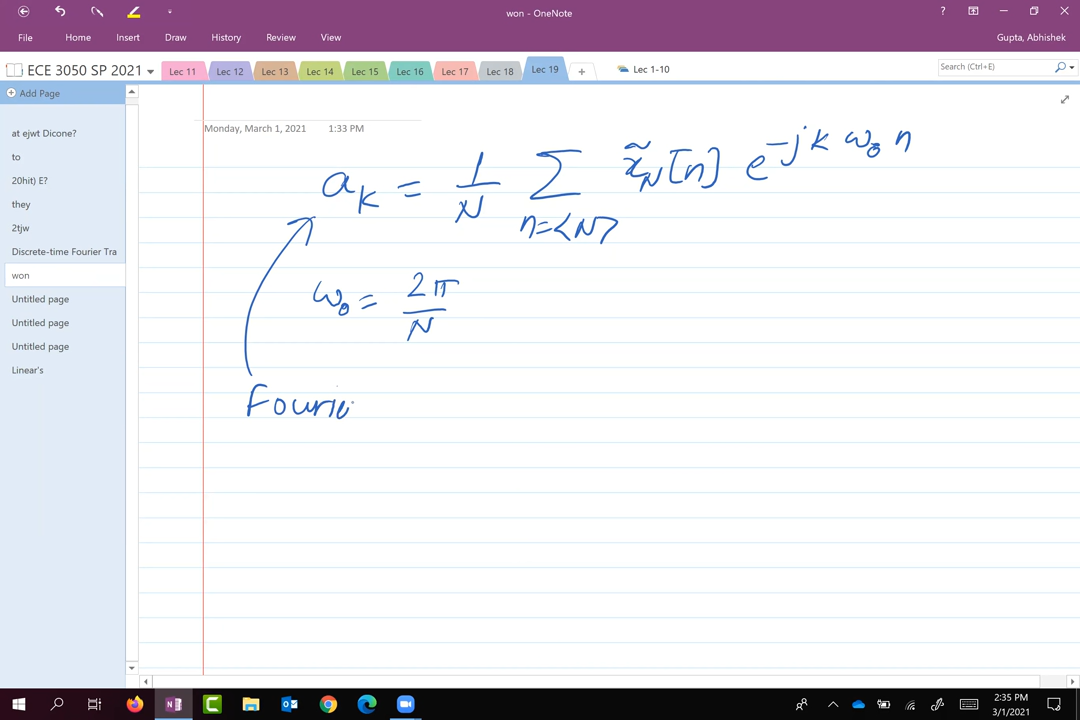 won - OneNote
?
Gupta, Abhishek
File Home Insert Draw History Review View
ECE 3050 SP 2021 Lec 11 Lec 12 Lec 13 Lec 14 Lec 15 Lec 16 Lec 17 Lec 18 Lec 19 + Lec 1-10
Search (Ctrl+E)
Add Page
at ejwt Dicone?
to
20hit) E?
they
2tjw
Discrete-time Fourier Tra
won
Untitled page
Untitled page
Untitled page
Linear's
Monday, March 1, 2021 1:33 PM
a_k = 1/N Σ_{n=<N>} x̃_N[n] e^{-jkω₀n}
ω₀ = 2π/N
Fourie
2:35 PM
3/1/2021